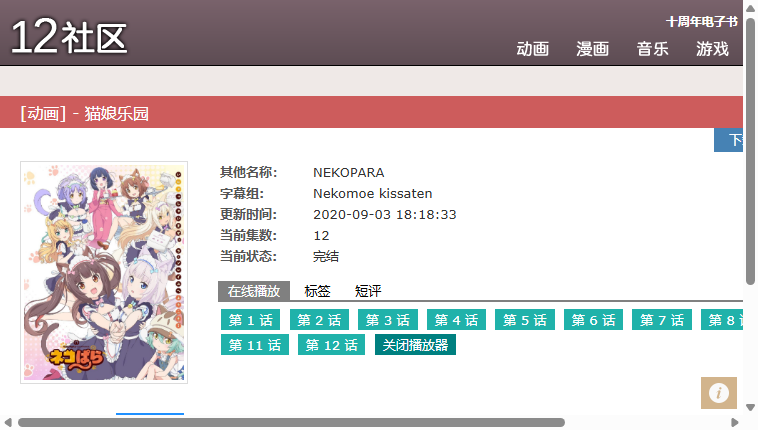 12社区
十周年电子书
动画 漫画 音乐 游戏
[动画] - 猫娘乐园
其他名称: NEKOPARA
字幕组: Nekomoe kissaten
更新时间: 2020-09-03 18:18:33
当前集数: 12
当前状态: 完结
在线播放 标签 短评
第 1 话 第 2 话 第 3 话 第 4 话 第 5 话 第 6 话 第 7 话 第 8
第 11 话 第 12 话 关闭播放器
ネコぱら
i